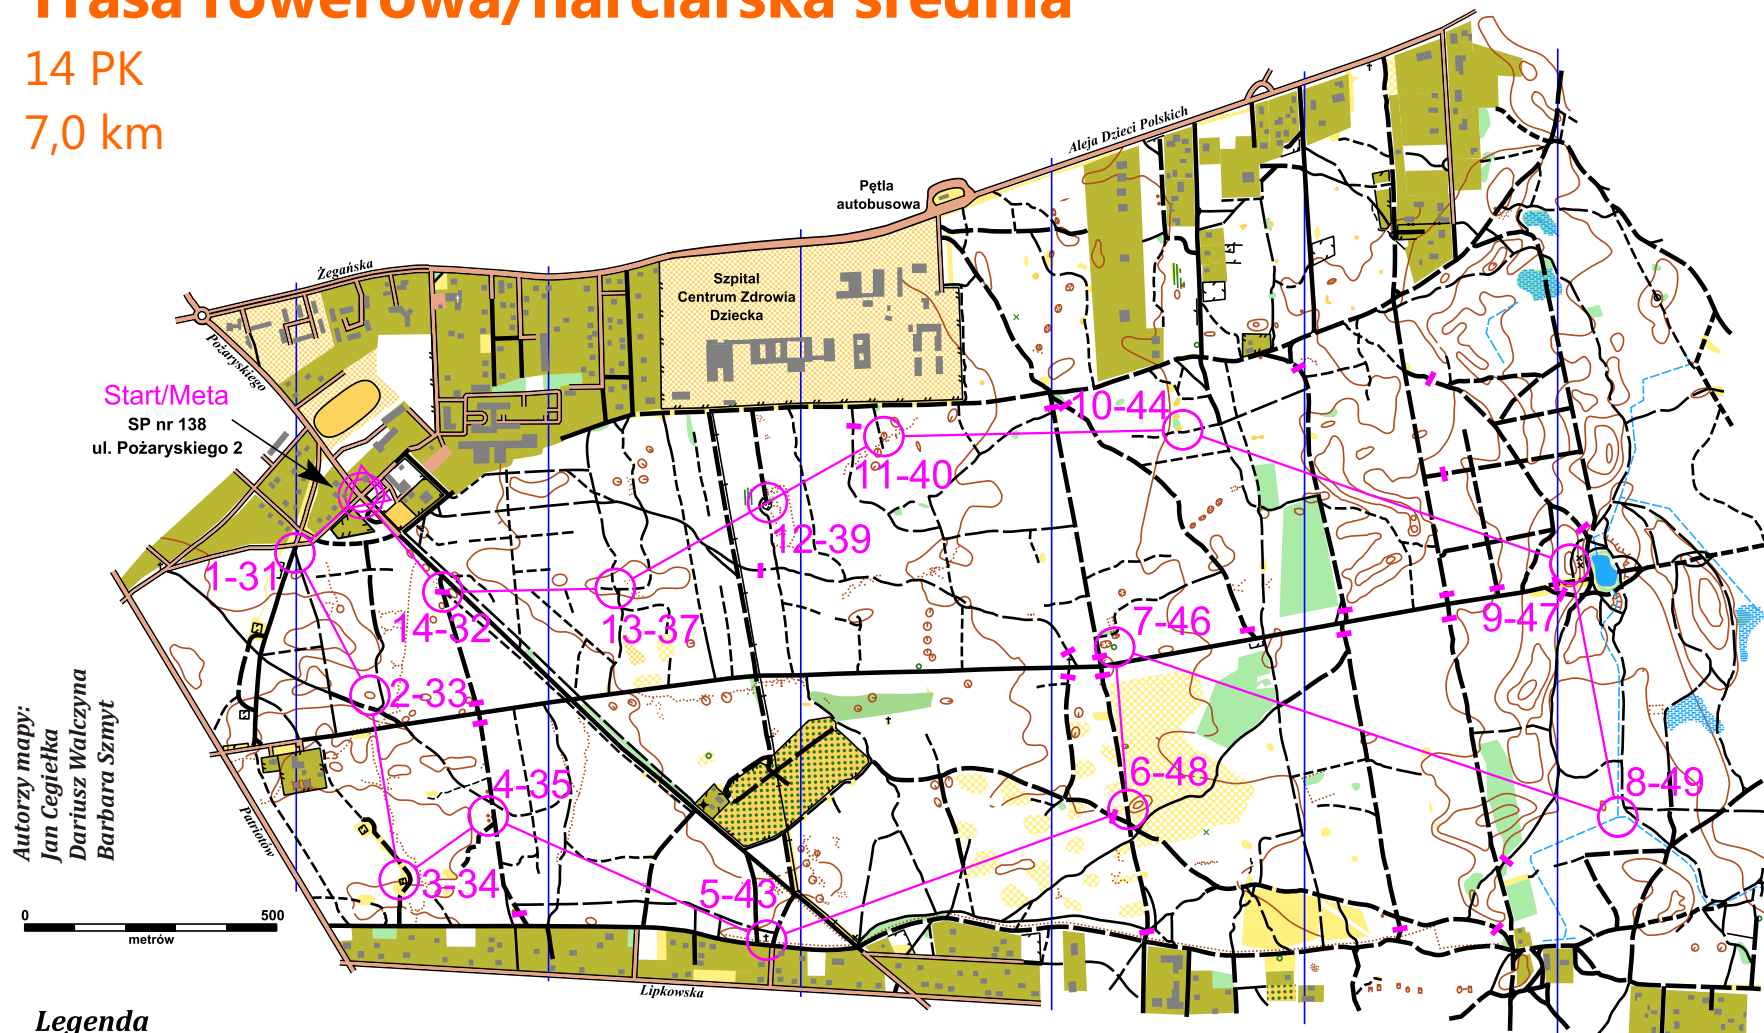 Trasa rowerowa/narciarska średnia
14 PK
7,0 km
Aleja Dzieci Polskich
Pętla
autobusowa
Żegańska
Szpital
Centrum Zdrowia
Dziecka
Pożaryskiego
Start/Meta
SP nr 138
ul. Pożaryskiego 2
10-44
11-40
12-39
1-31
14-32
13-37
7-46
9-47
2-33
4-35
6-48
8-49
3-34
5-43
Patriotów
Autorzy mapy:
Jan Cegiełka
Dariusz Walczyna
Barbara Szmyt
0 500
metrów
Lipkowska
Legenda